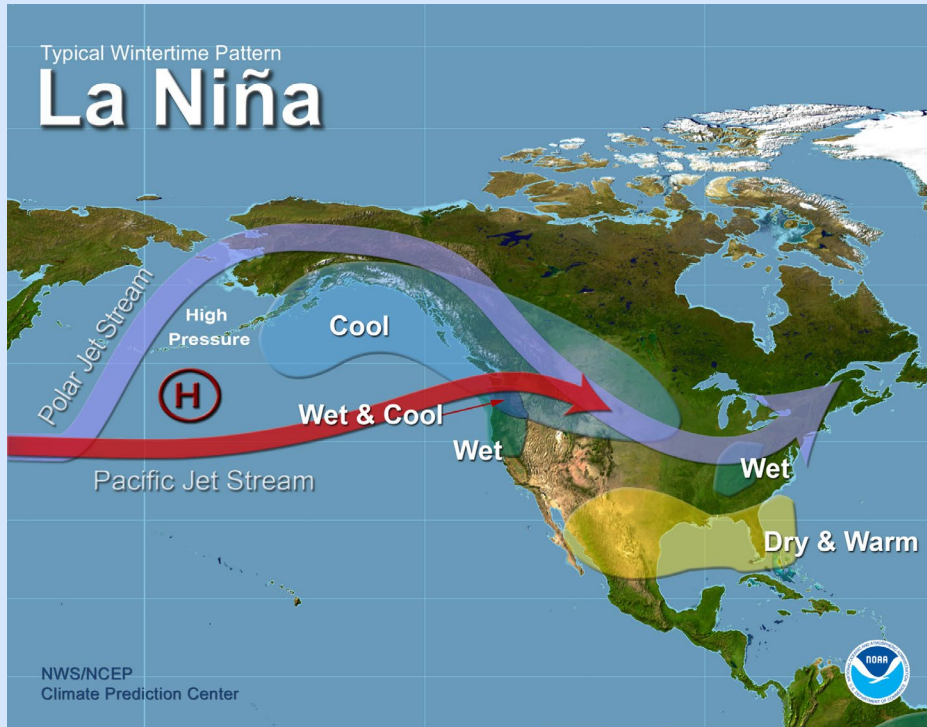 Typical Wintertime Pattern
La Niña
Polar Jet Stream
High
Pressure
H
Cool
Wet & Cool
Wet
Wet
Pacific Jet Stream
Dry & Warm
NWS/NCEP
Climate Prediction Center
NOAA